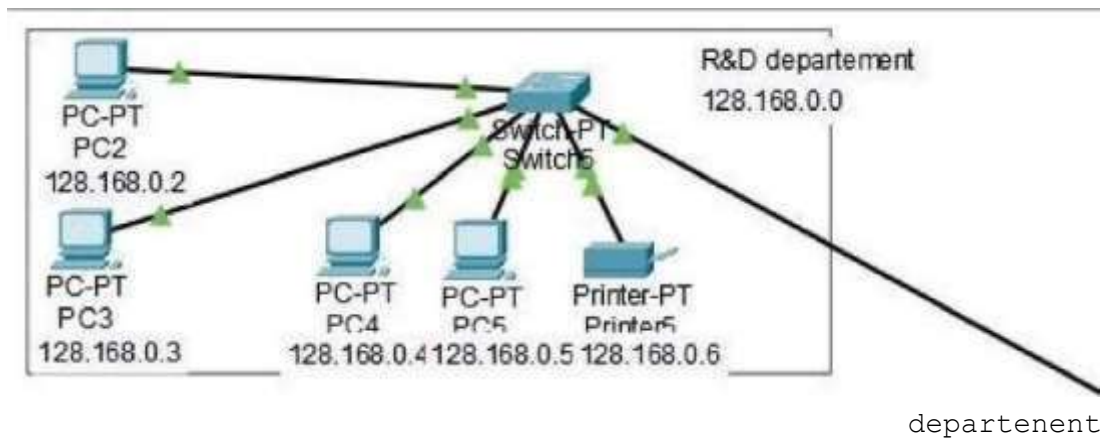 R&D departement
128.168.0.0
PC-PT
PC2
128.168.0.2
Switch-PT
Switch5
PC-PT
PC3
128.168.0.3
PC-PT
PC4
128.168.0.4
PC-PT
PC5
128.168.0.5
Printer-PT
Printer5
128.168.0.6
departenent